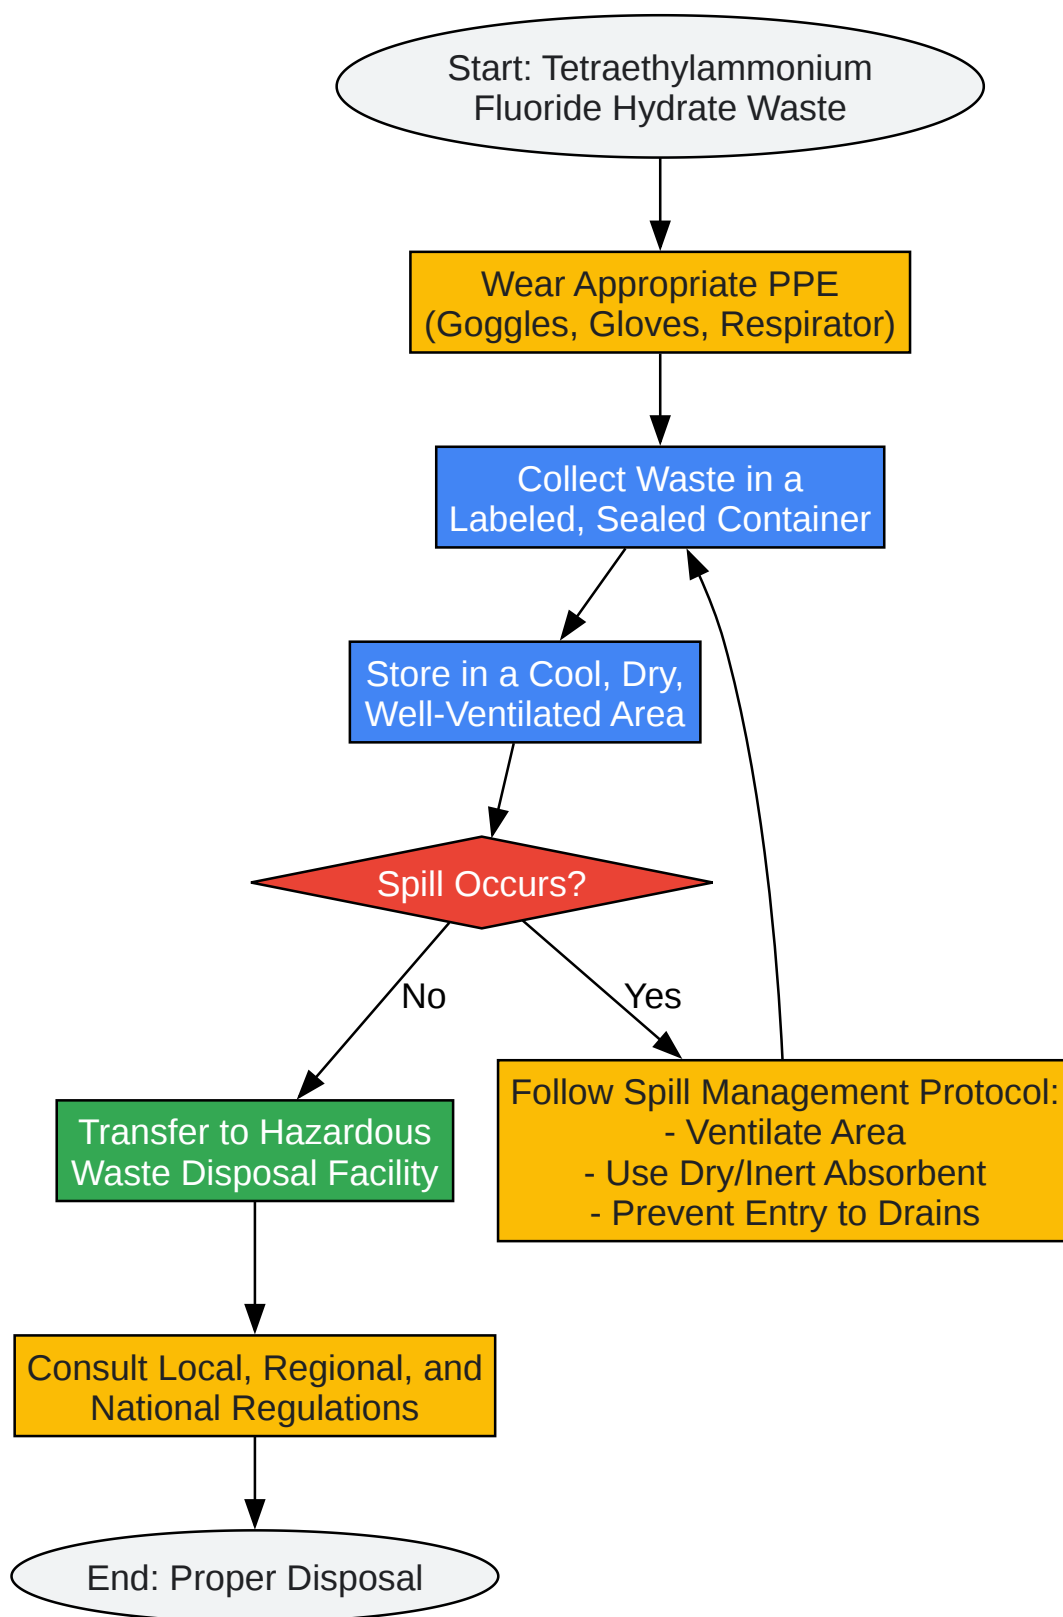 Start: Tetraethylammonium
Fluoride Hydrate Waste
Wear Appropriate PPE
(Goggles, Gloves, Respirator)
Collect Waste in a
Labeled, Sealed Container
Store in a Cool, Dry,
Well-Ventilated Area
Spill Occurs?
No
Yes
Follow Spill Management Protocol:
- Ventilate Area
- Use Dry/Inert Absorbent
- Prevent Entry to Drains
Transfer to Hazardous
Waste Disposal Facility
Consult Local, Regional, and
National Regulations
End: Proper Disposal